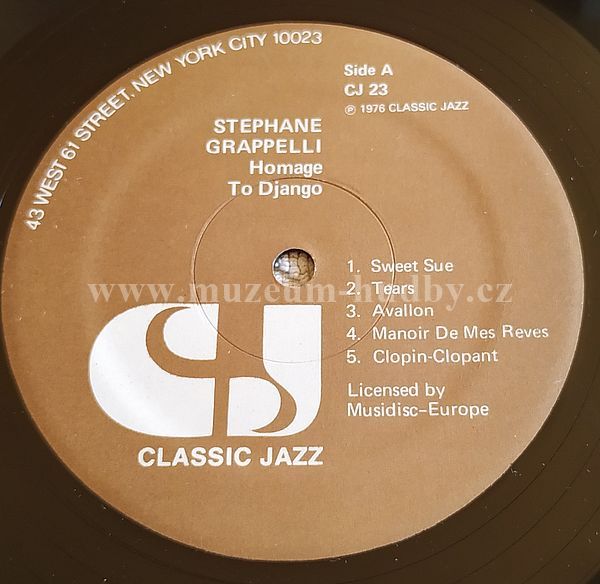 43 WEST 61 STREET, NEW YORK CITY 10023
Side A
CJ 23
℗ 1976 CLASSIC JAZZ
STEPHANE
GRAPPELLI
Homage
To Django
1. Sweet Sue
2. Tears
3. Avallon
4. Manoir De Mes Reves
5. Clopin-Clopant
Licensed by
Musidisc-Europe
CJ
CLASSIC JAZZ
www.muzeum-hudby.cz